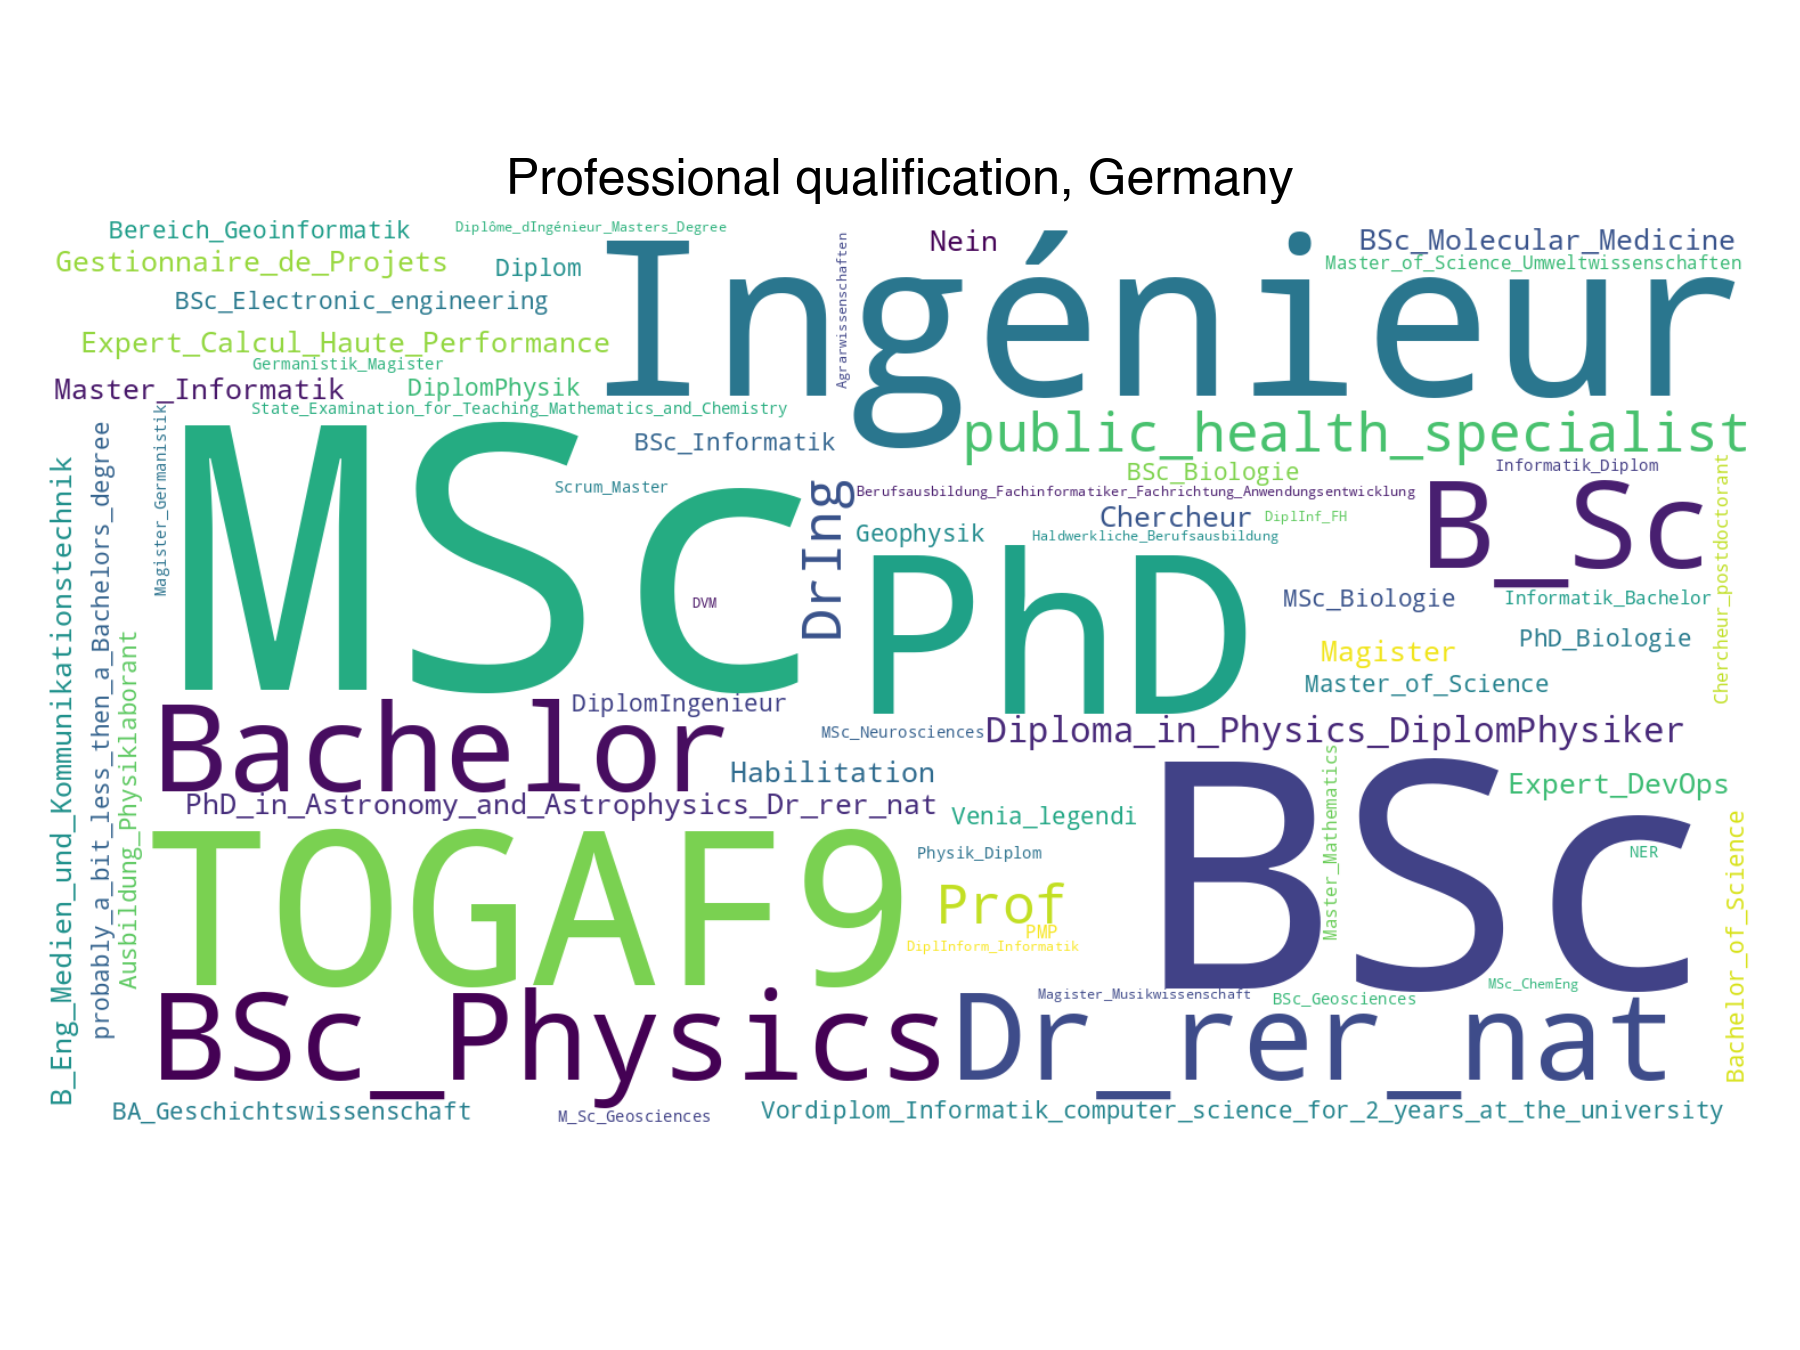 Professional qualification, Germany
Bereich_Geoinformatik
Diplôme_dIngénieur_Masters_Degree
Nein
BSc_Molecular_Medicine
Gestionnaire_de_Projets
Diplom
Ingénieur
Agrarwissenschaften
Master_of_Science_Umweltwissenschaften
BSc_Electronic_engineering
Expert_Calcul_Haute_Performance
Germanistik_Magister
Master_Informatik
DiplomPhysik
State_Examination_for_Teaching_Mathematics_and_Chemistry
public_health_specialist
BSc_Informatik
BSc_Biologie
Informatik_Diplom
Magister_Germanistik
MSc
Scrum_Master
DrIng
Berufsausbildung_Fachinformatiker_Fachrichtung_Anwendungsentwicklung
B_Sc
Chercheur
DiplInf_FH
Geophysik
Haldwerkliche_Berufsausbildung
Chercheur_postdoctorant
PhD
DVM
MSc_Biologie
Informatik_Bachelor
PhD_Biologie
Magister
Master_of_Science
B_Eng_Medien_und_Kommunikationstechnik
probably_a_bit_less_then_a_Bachelors_degree
Ausbildung_Physiklaborant
Bachelor
DiplomIngenieur
MSc_Neurosciences
Diploma_in_Physics_DiplomPhysiker
Habilitation
Master_Mathematics
Expert_DevOps
PhD_in_Astronomy_and_Astrophysics_Dr_rer_nat
Venia_legendi
BSc
TOGAF9
Physik_Diplom
NER
Prof
PMP
DiplInform_Informatik
Bachelor_of_Science
MSc_ChemEng
Magister_Musikwissenschaft
BSc_Geosciences
BSc_Physics
Dr_rer_nat
BA_Geschichtswissenschaft
M_Sc_Geosciences
Vordiplom_Informatik_computer_science_for_2_years_at_the_university